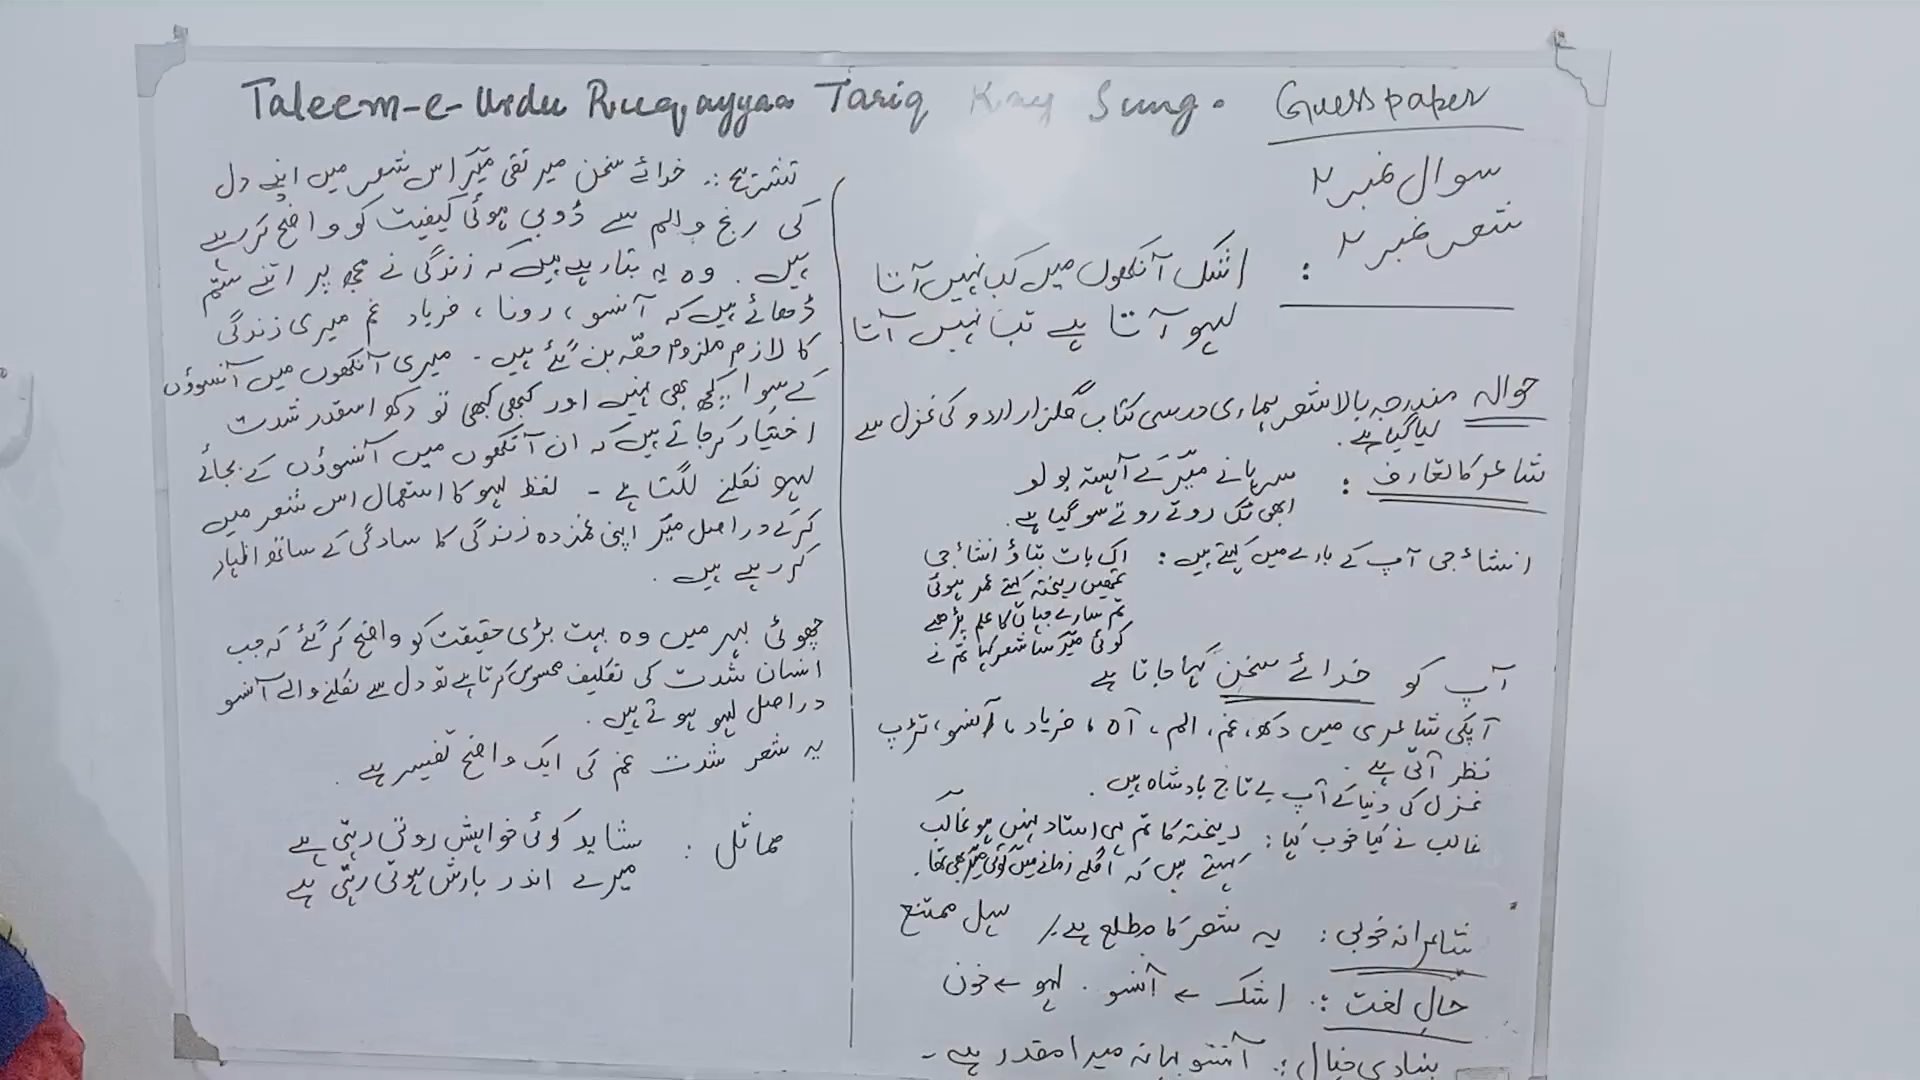 Taleem-e-Urdu Ruqayyaa Tariq Kay Sung. Guess paper
سوال نمبر ۲
شعر نمبر ۲ :
اشک آنکھوں میں کب نہیں آتا
لہو آتا ہے تب نہیں آتا
حوالہ مندرجہ بالا شعر ہماری درسی کتاب گلزار اردو کی غزل سے
لیا گیا ہے.
شاعر کا تعارف : سرہانے میر کے آہستہ بولو
ابھی ٹک روتے روتے سو گیا ہے.
انشاء جی آپ کے بارے میں کہتے ہیں: اک بات بتاؤ انشاء جی
تمھیں ریختہ کہتے عمر ہوئی
تم سارے جہاں کا علم پڑھے
کوئی میر سا شعر کہا تم نے
آپ کو خدائے سخن کہا جاتا ہے
آپکی شاعری میں دکھ، غم، الم، آہ، فریاد، آنسو، تڑپ
نظر آتی ہے.
غزل کی دنیا کے آپ بے تاج بادشاہ ہیں.
غالب نے کیا خوب کہا: ریختہ کا تم ہی استاد نہیں ہو غالب
کہتے ہیں کہ اگلے زمانے میں کوئی میر بھی تھا.
شاعرانہ خوبی: یہ شعر کا مطلع ہے / سہل ممتنع
حالِ لغت :. اشک ← آنسو . لہو ← خون
بنیادی خیال :. آنسو بہانہ میرا مقدر ہے -
تشریح :. خدائے سخن میر تقی میر اس شعر میں اپنے دل
کی رنج و الم سے ڈوبی ہوئی کیفیت کو واضح کر رہے
ہیں. وہ یہ بتا رہے ہیں کہ زندگی نے مجھ پر اتنے ستم
ڈھائے ہیں کہ آنسو، رونا، فریاد غم میری زندگی
کا لازم ملزوم حصّہ بن گئے ہیں - میری آنکھوں میں آنسوؤں
کے سوا کچھ بھی نہیں اور کبھی کبھی تو دکھ اسقدر شدت
اختیار کر جاتے ہیں کہ ان آنکھوں میں آنسوؤں کے بجائے
لہو نکلنے لگتا ہے - لفظ لہو کا استعمال اس شعر میں
کرکے دراصل میر اپنی غمزدہ زندگی کا سادگی کے ساتھ اظہار
کر رہے ہیں.
چھوٹی بہر میں وہ بہت بڑی حقیقت کو واضح کر گئے کہ جب
انسان شدت کی تکلیف محسوس کرتا ہے تو دل سے نکلنے والے آنسو
دراصل لہو ہوتے ہیں.
یہ شعر شدت غم کی ایک واضح تفسیر ہے.
مماثل : شاید کوئی خواہش روتی رہتی ہے
میرے اندر بارش ہوتی رہتی ہے